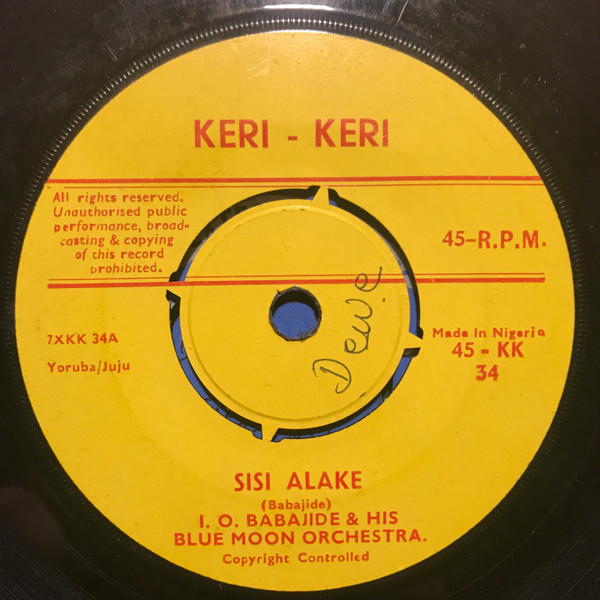 KERI - KERI
All rights reserved.
Unauthorised public
performance, broad-
casting & copying
of this record
prohibited.
45-R.P.M.
7XKK 34A
Yoruba/Juju
Dew.e
Made In Nigeria
45 - KK
34
SISI ALAKE
(Babajide)
I. O. BABAJIDE & HIS
BLUE MOON ORCHESTRA.
Copyright Controlled